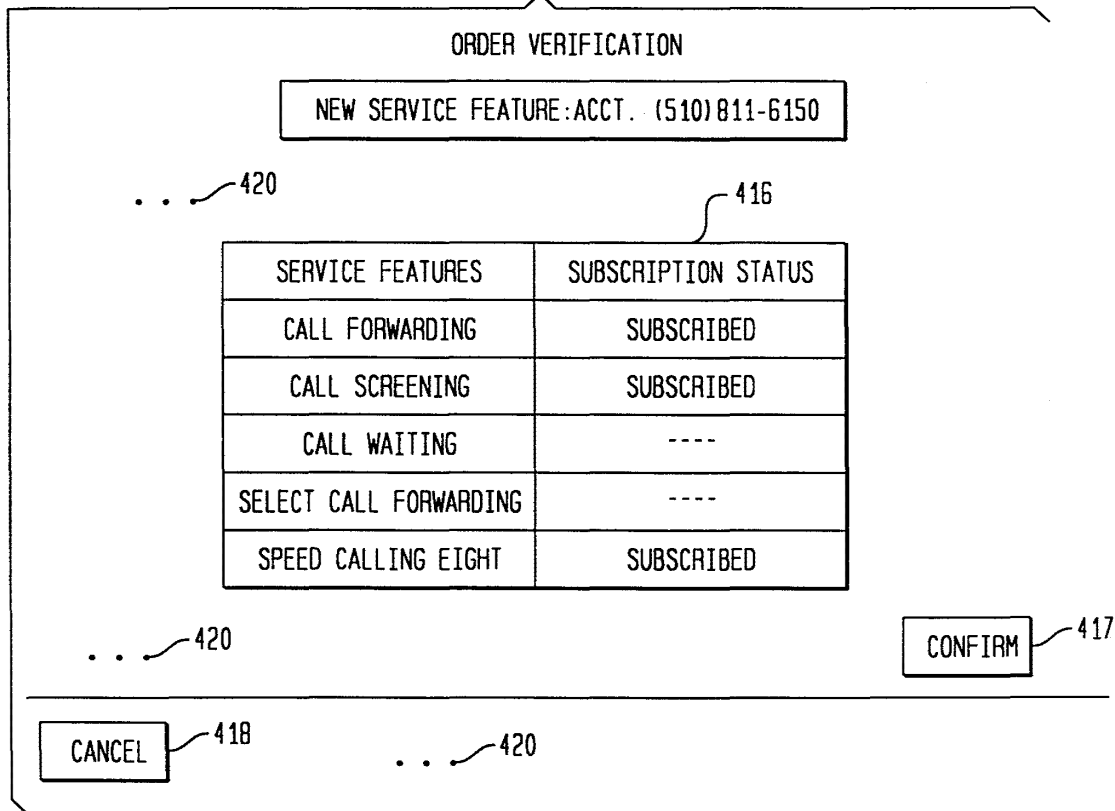 ORDER VERIFICATION
NEW SERVICE FEATURE:ACCT. (510)811-6150
. . . 420
416
SERVICE FEATURES SUBSCRIPTION STATUS
CALL FORWARDING SUBSCRIBED
CALL SCREENING SUBSCRIBED
CALL WAITING ----
SELECT CALL FORWARDING ----
SPEED CALLING EIGHT SUBSCRIBED
. . . 420
CONFIRM 417
CANCEL 418
. . . 420